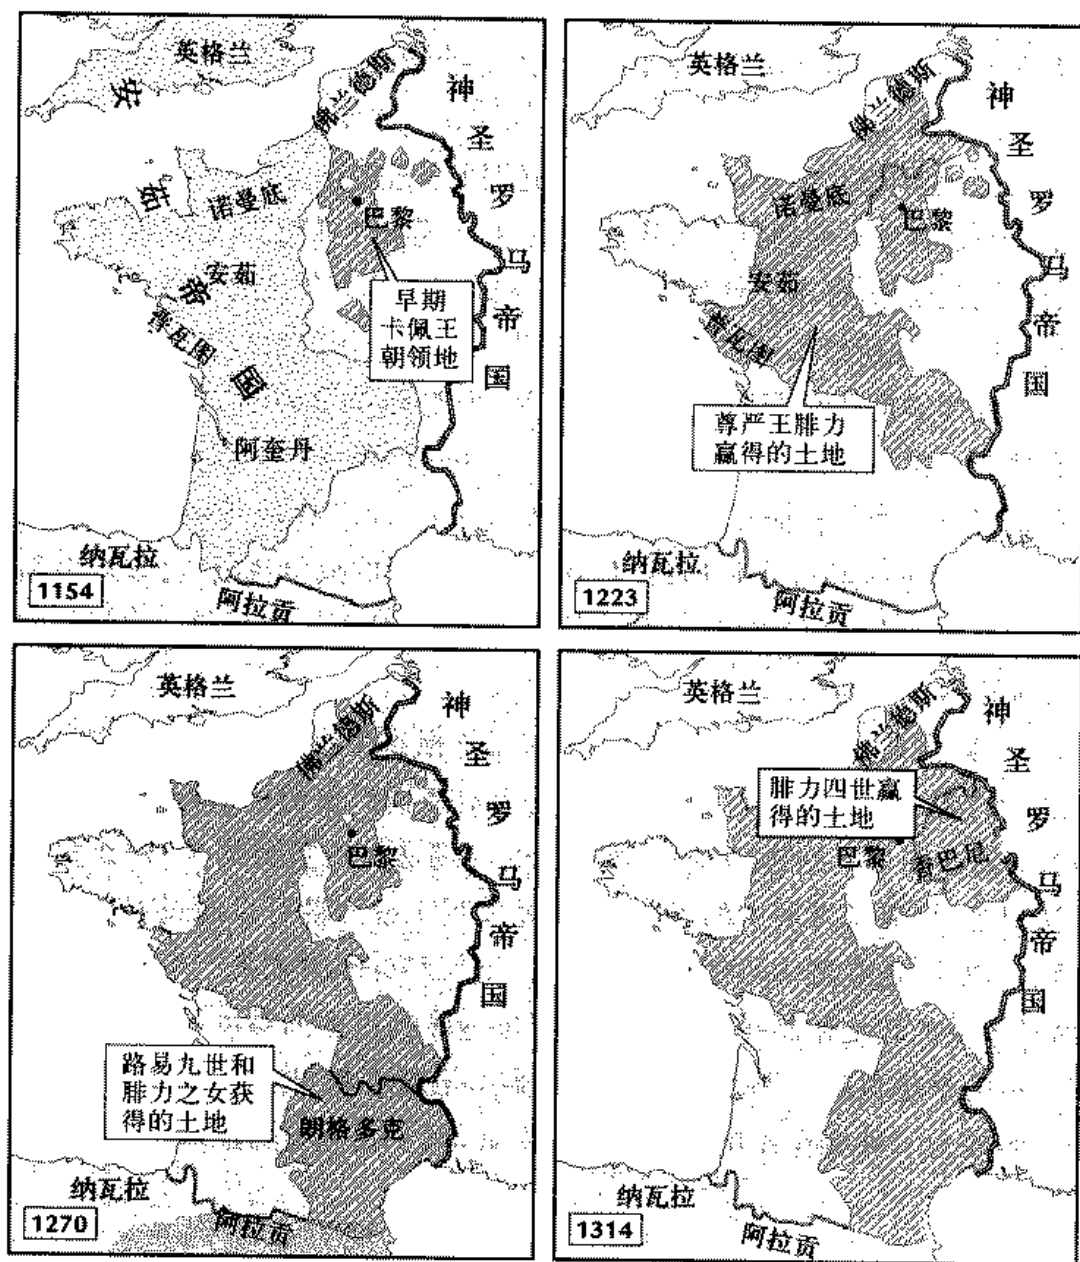 英格兰
安茹帝国
佛兰德斯
神圣罗马帝国
诺曼底
巴黎
安茹
普瓦图
早期
卡佩王
朝领地
阿奎丹
纳瓦拉
1154
阿拉贡
英格兰
佛兰德斯
神圣罗马帝国
诺曼底
巴黎
安茹
普瓦图
尊严王腓力
赢得的土地
纳瓦拉
1223
阿拉贡
英格兰
佛兰德斯
神圣罗马帝国
巴黎
路易九世和
腓力之女获
得的土地
朗格多克
纳瓦拉
1270
阿拉贡
英格兰
佛兰德斯
神圣罗马帝国
腓力四世赢
得的土地
巴黎
香巴尼
纳瓦拉
1314
阿拉贡